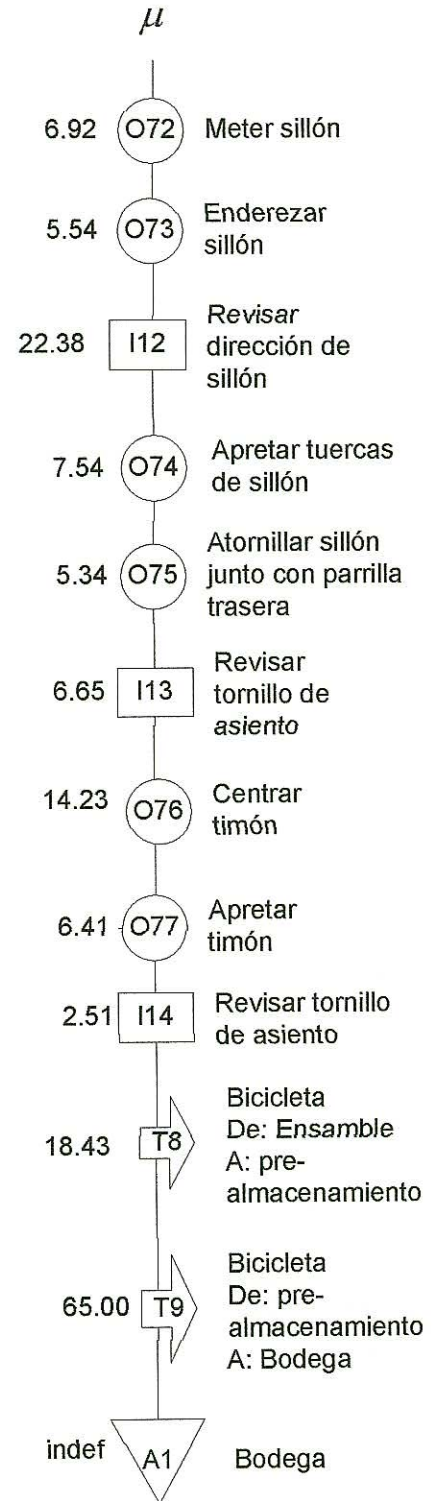 μ
6.92 O72 Meter sillón
5.54 O73 Enderezar
sillón
22.38 I12 Revisar
dirección de
sillón
7.54 O74 Apretar tuercas
de sillón
5.34 O75 Atornillar sillón
junto con parrilla
trasera
6.65 I13 Revisar
tornillo de
asiento
14.23 O76 Centrar
timón
6.41 O77 Apretar
timón
2.51 I14 Revisar tornillo
de asiento
18.43 T8 Bicicleta
De: Ensamble
A: pre-
almacenamiento
65.00 T9 Bicicleta
De: pre-
almacenamiento
A: Bodega
indef A1 Bodega